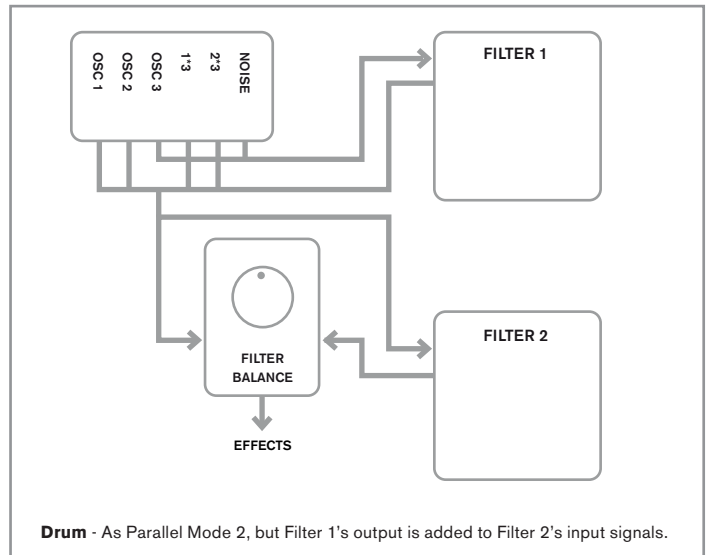 OSC 1
OSC 2
OSC 3
1*3
2*3
NOISE
FILTER 1
FILTER 2
FILTER
BALANCE
EFFECTS
Drum - As Parallel Mode 2, but Filter 1's output is added to Filter 2's input signals.